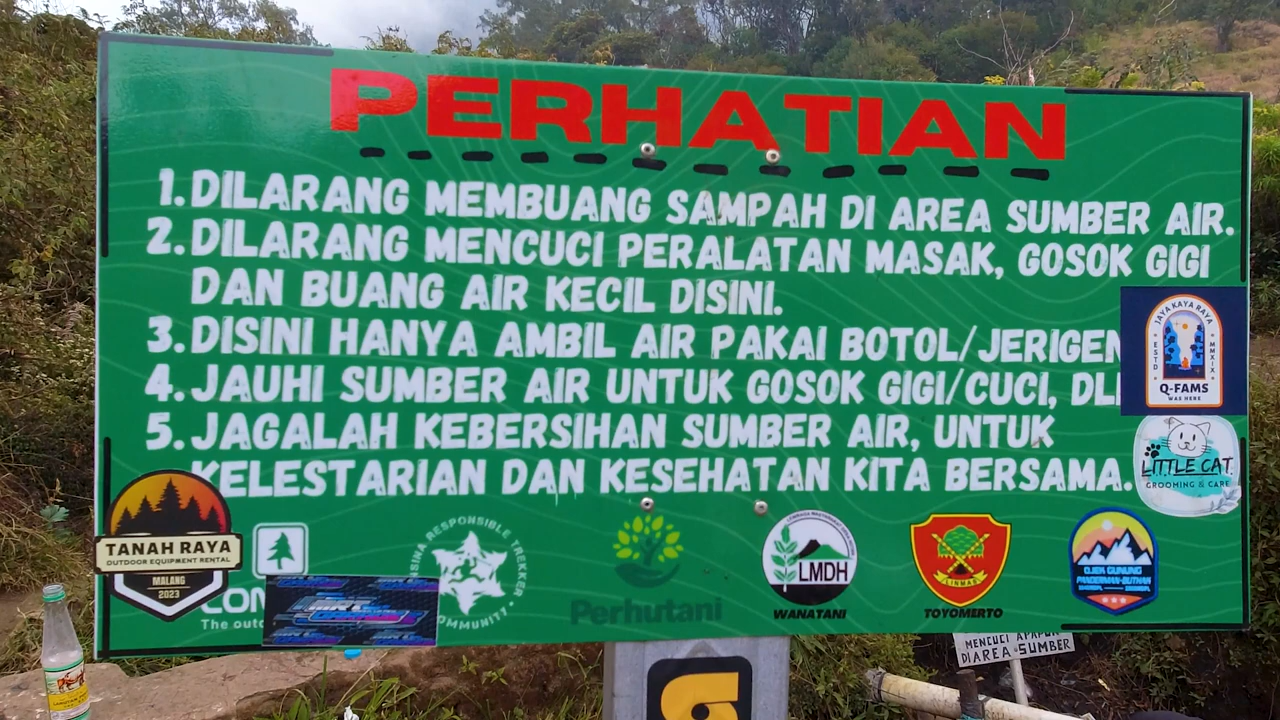 PERHATIAN
1. DILARANG MEMBUANG SAMPAH DI AREA SUMBER AIR.
2. DILARANG MENCUCI PERALATAN MASAK, GOSOK GIGI
DAN BUANG AIR KECIL DISINI.
3. DISINI HANYA AMBIL AIR PAKAI BOTOL/JERIGEN
4. JAUHI SUMBER AIR UNTUK GOSOK GIGI/CUCI,
5. JAGALAH KEBERSIHAN SUMBER AIR, UNTUK
KELESTARIAN DAN KESEHATAN KITA BERSAMA.
JAYA KAYA RAYA
ESTD
MMXIX
Q-FAMS
WAS HERE
LITTLE CAT
GROOMING & CARE
TANAH RAYA
OUTDOOR EQUIPMENT RENTAL
MALANG
2023
The
RESPONSIBLE TREKKER
Perhutani
LMDH
WANATANI
LINMAS
TOYOMERTO
OJEK GUNUNG
PANDERMAN-BUTHAK
MENCUCI
DI AREA SUMBER